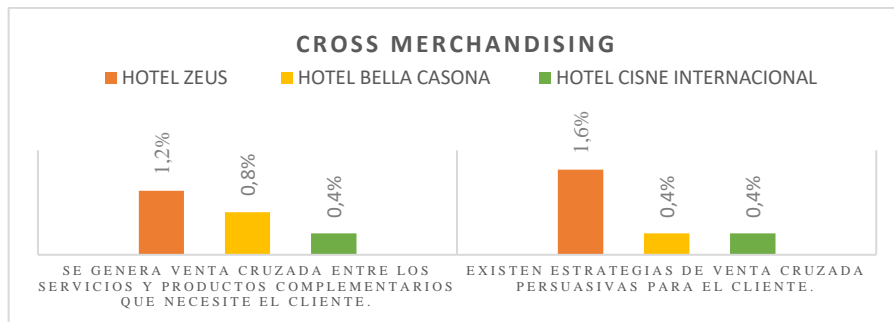 CROSS MERCHANDISING
HOTEL ZEUS HOTEL BELLA CASONA HOTEL CISNE INTERNACIONAL
1,2%
0,8%
0,4%
1,6%
0,4%
0,4%
SE GENERA VENTA CRUZADA ENTRE LOS
SERVICIOS Y PRODUCTOS COMPLEMENTARIOS
QUE NECESITE EL CLIENTE.
EXISTEN ESTRATEGIAS DE VENTA CRUZADA
PERSUASIVAS PARA EL CLIENTE.